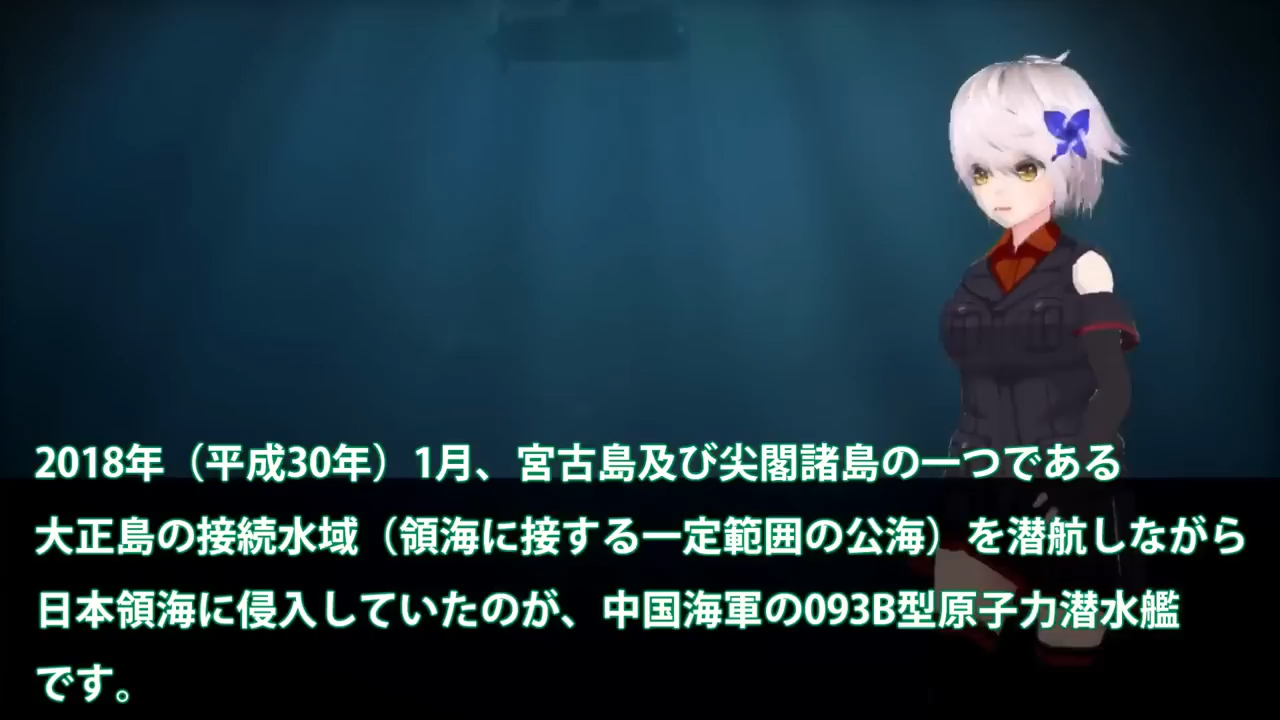 2018年（平成30年）1月、宮古島及び尖閣諸島の一つである
大正島の接続水域（領海に接する一定範囲の公海）を潜航しながら
日本領海に侵入していたのが、中国海軍の093B型原子力潜水艦
です。